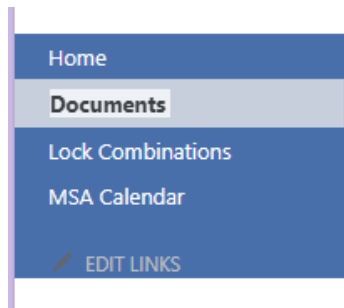 Home
Documents
Lock Combinations
MSA Calendar
EDIT LINKS